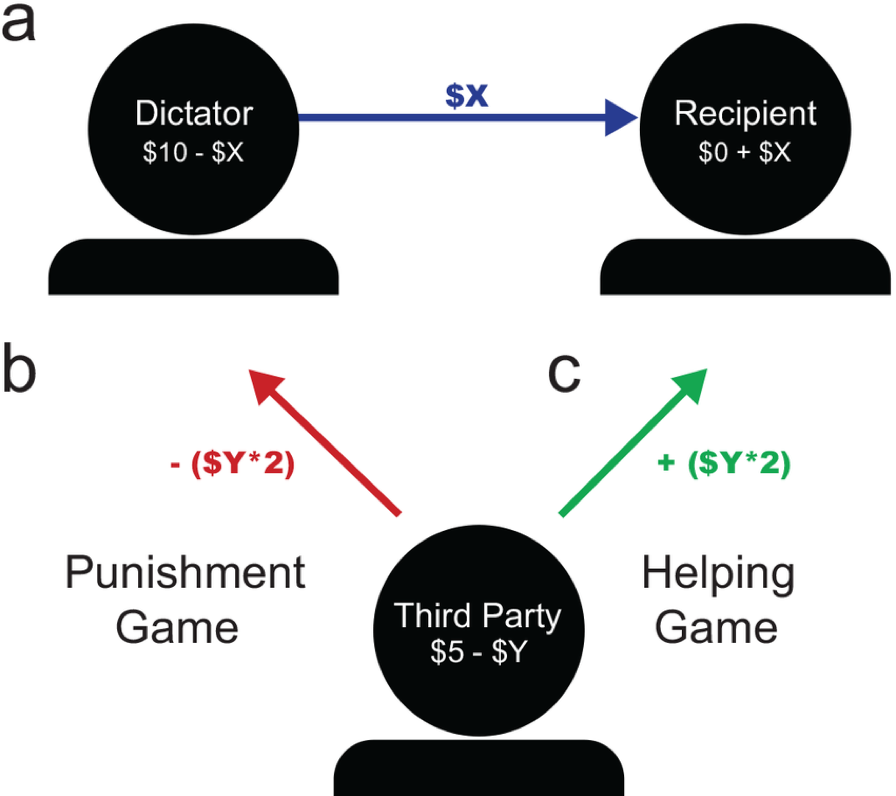 a
Dictator
$10 - $X
$X
Recipient
$0 + $X
b
- ($Y*2)
Punishment
Game
c
+ ($Y*2)
Helping
Game
Third Party
$5 - $Y